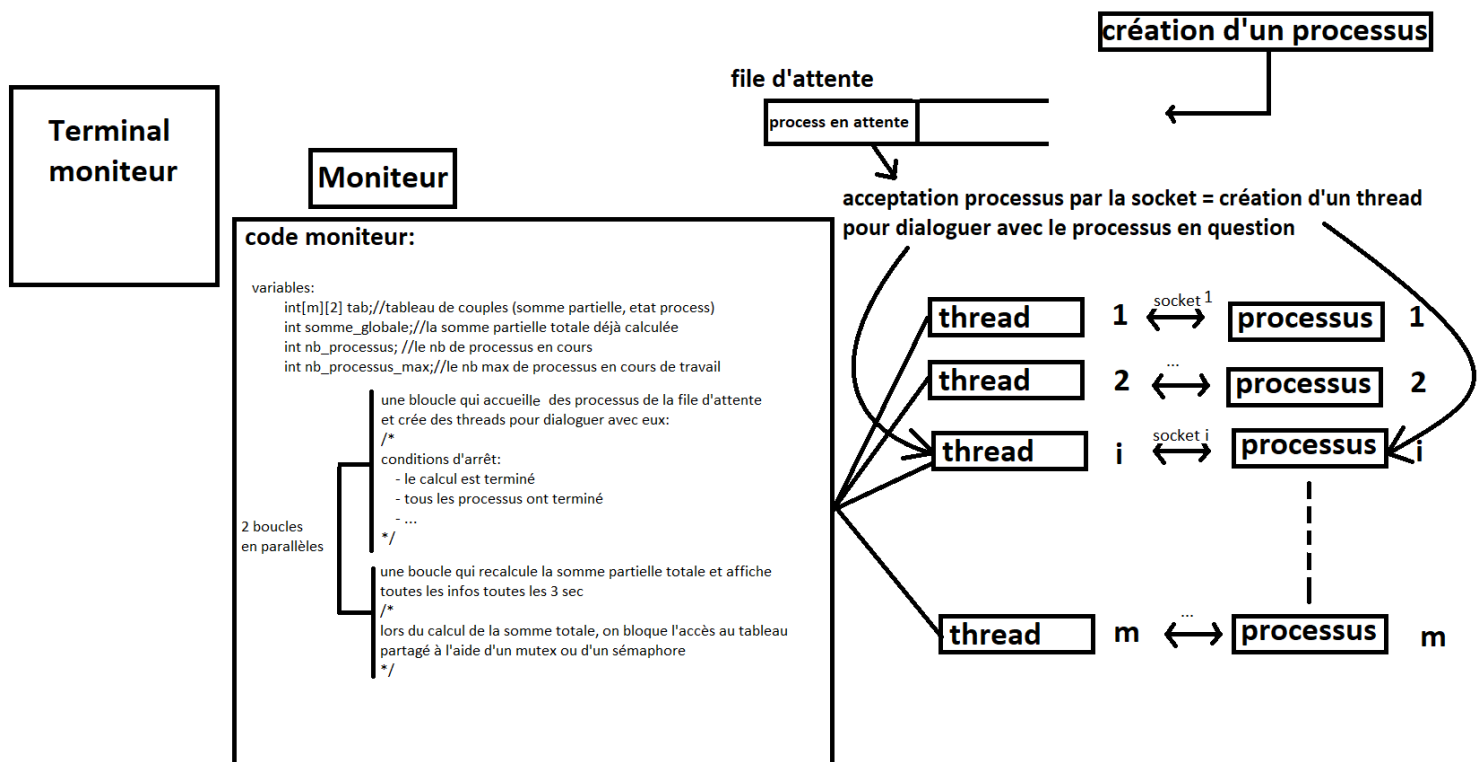 création d'un processus
file d'attente
process en attente
Terminal
moniteur
Moniteur
acceptation processus par la socket = création d'un thread
pour dialoguer avec le processus en question
code moniteur:
variables:
int[m][2] tab;//tableau de couples (somme partielle, etat process)
int somme_globale;//la somme partielle totale déjà calculée
int nb_processus; //le nb de processus en cours
int nb_processus_max;//le nb max de processus en cours de travail
une bloucle qui accueille des processus de la file d'attente
et crée des threads pour dialoguer avec eux:
/*
conditions d'arrêt:
- le calcul est terminé
- tous les processus ont terminé
- ...
*/
2 boucles
en parallèles
une boucle qui recalcule la somme partielle totale et affiche
toutes les infos toutes les 3 sec
/*
lors du calcul de la somme totale, on bloque l'accès au tableau
partagé à l'aide d'un mutex ou d'un sémaphore
*/
thread 1 socket 1 processus 1
thread 2 ... processus 2
thread i socket i processus i
thread m ... processus m